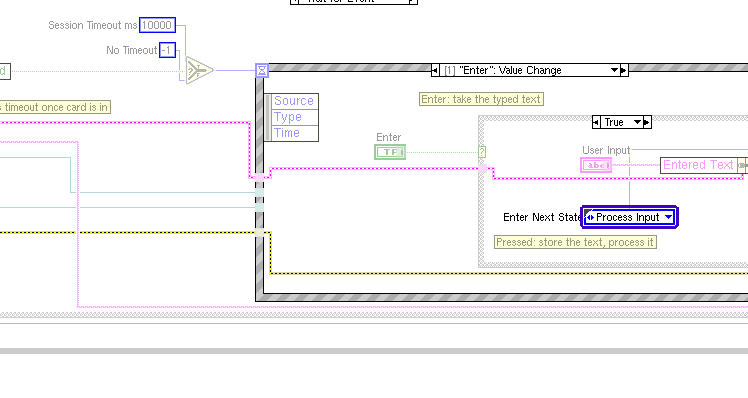 Wait for Event
Session Timeout ms 10000
No Timeout -1
T
?
F
d
[1] "Enter": Value Change
Source
Type
Time
Enter: take the typed text
s timeout once card is in
True
Enter
TF
?
User Input
abc
Entered Text
Enter Next State
Process Input
Pressed: store the text, process it